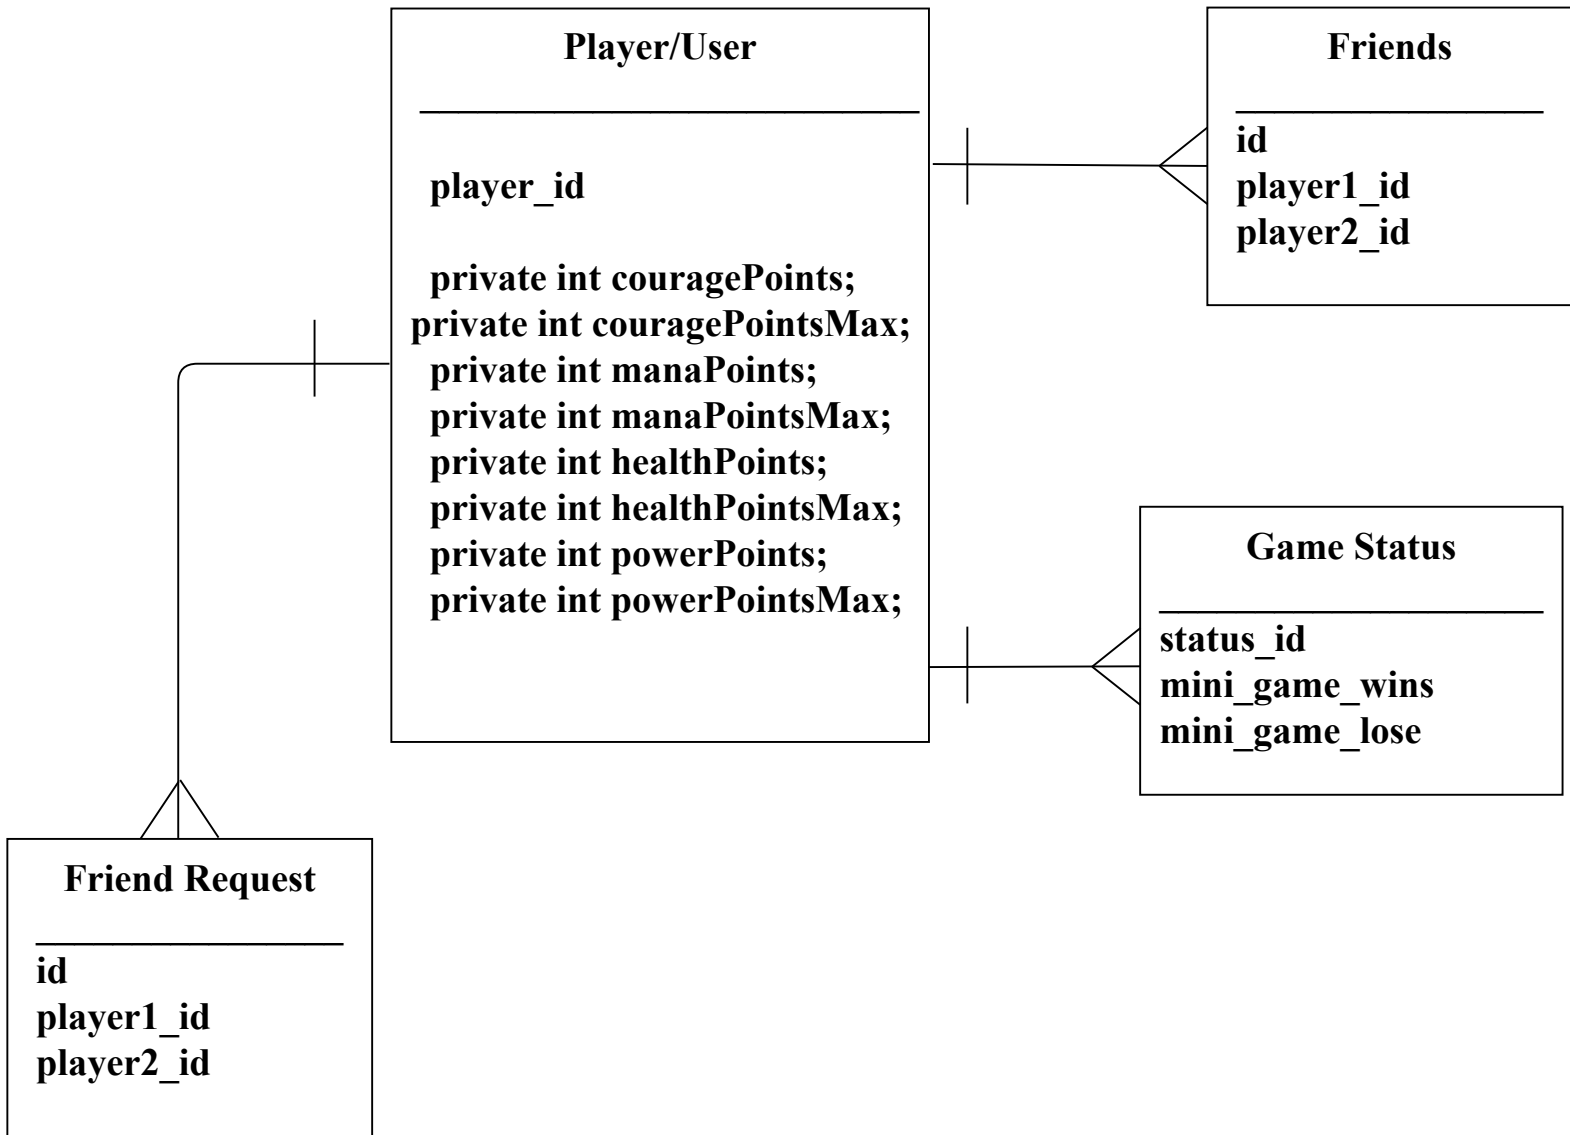 Player/User
player_id
private int couragePoints;
private int couragePointsMax;
private int manaPoints;
private int manaPointsMax;
private int healthPoints;
private int healthPointsMax;
private int powerPoints;
private int powerPointsMax;
Friends
id
player1_id
player2_id
Game Status
status_id
mini_game_wins
mini_game_lose
Friend Request
id
player1_id
player2_id